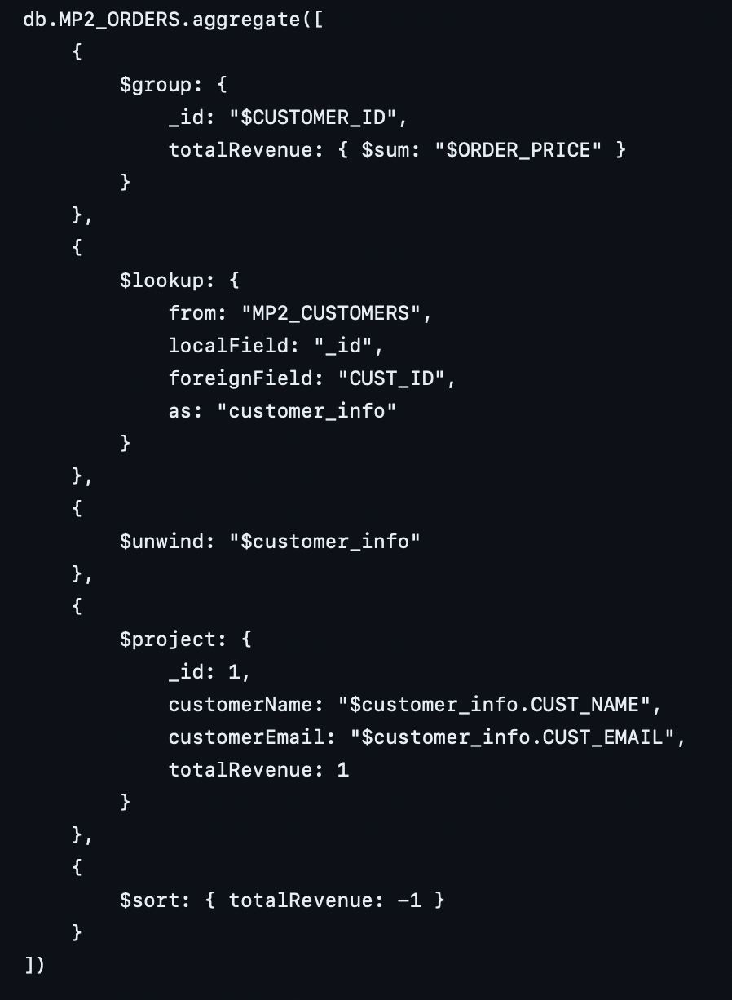 db.MP2_ORDERS.aggregate([
    {
        $group: {
            _id: "$CUSTOMER_ID",
            totalRevenue: { $sum: "$ORDER_PRICE" }
        }
    },
    {
        $lookup: {
            from: "MP2_CUSTOMERS",
            localField: "_id",
            foreignField: "CUST_ID",
            as: "customer_info"
        }
    },
    {
        $unwind: "$customer_info"
    },
    {
        $project: {
            _id: 1,
            customerName: "$customer_info.CUST_NAME",
            customerEmail: "$customer_info.CUST_EMAIL",
            totalRevenue: 1
        }
    },
    {
        $sort: { totalRevenue: -1 }
    }
])